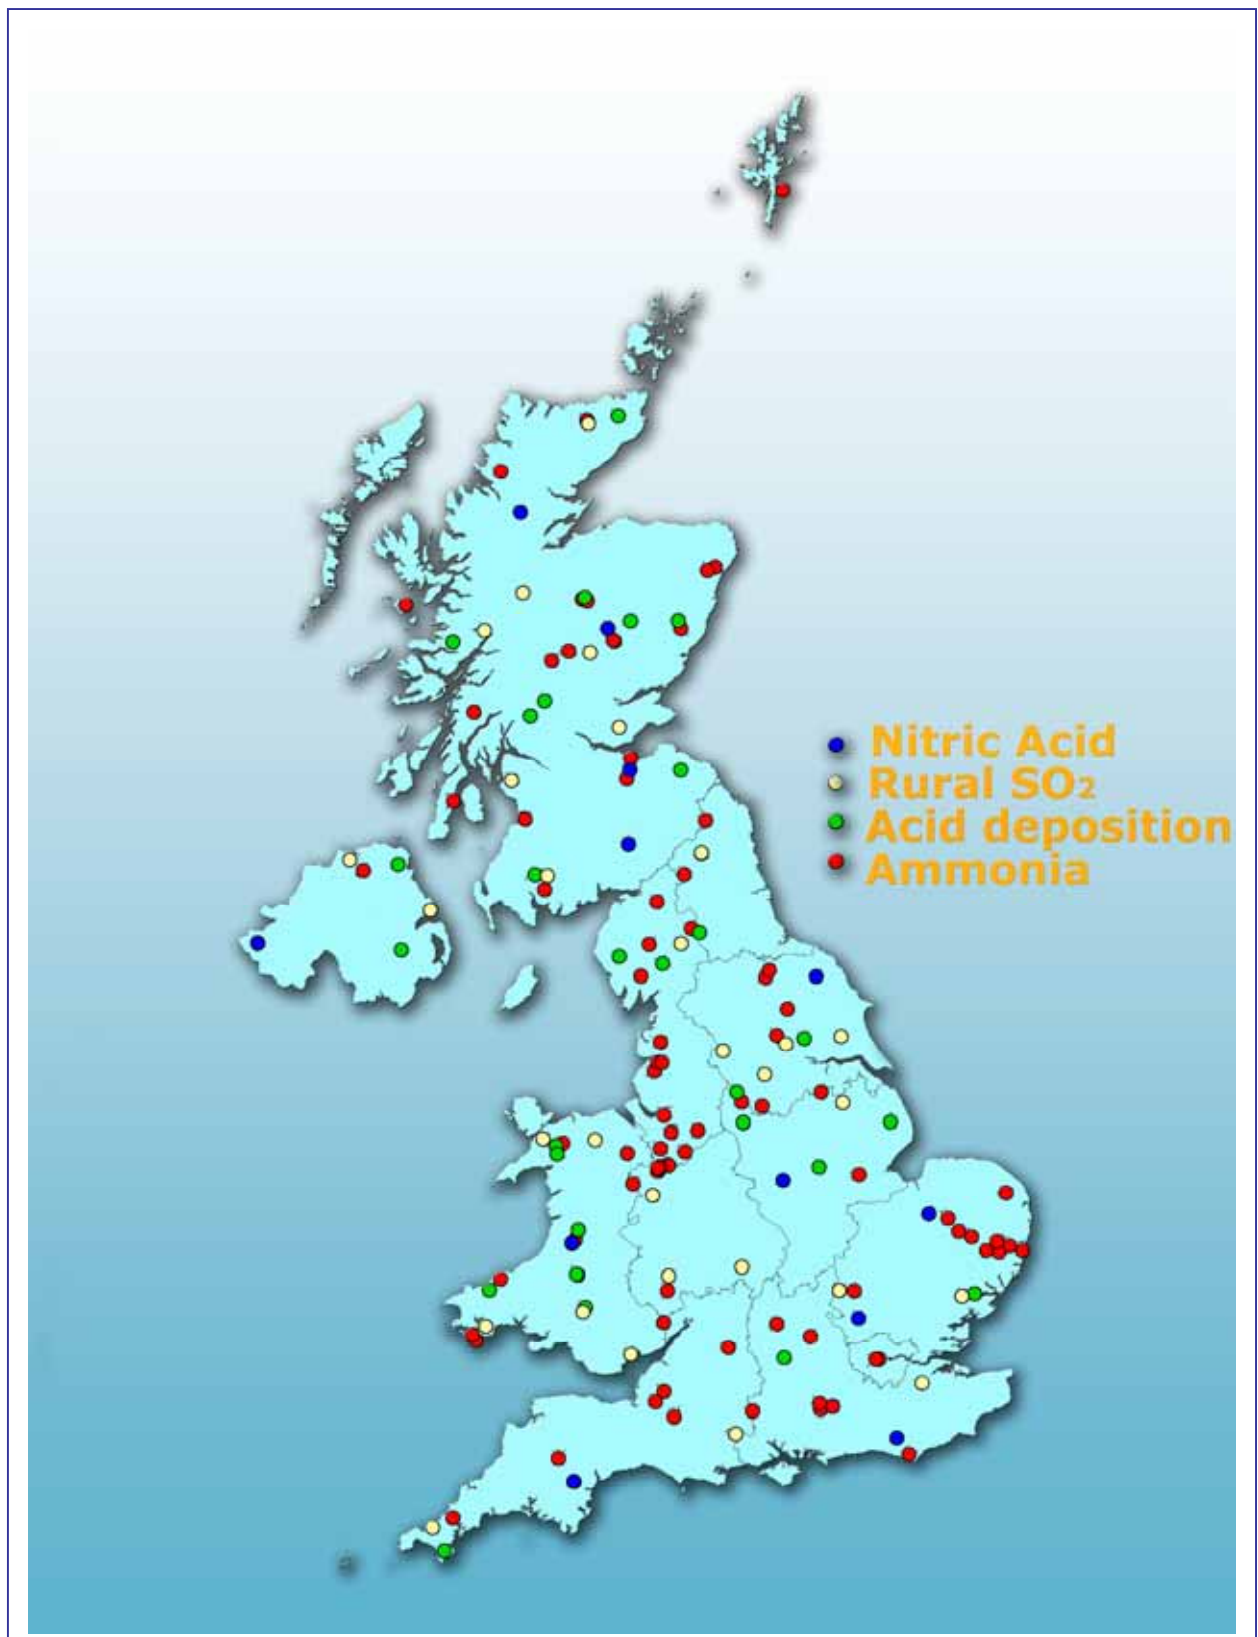 Nitric Acid
Rural SO₂
Acid deposition
Ammonia